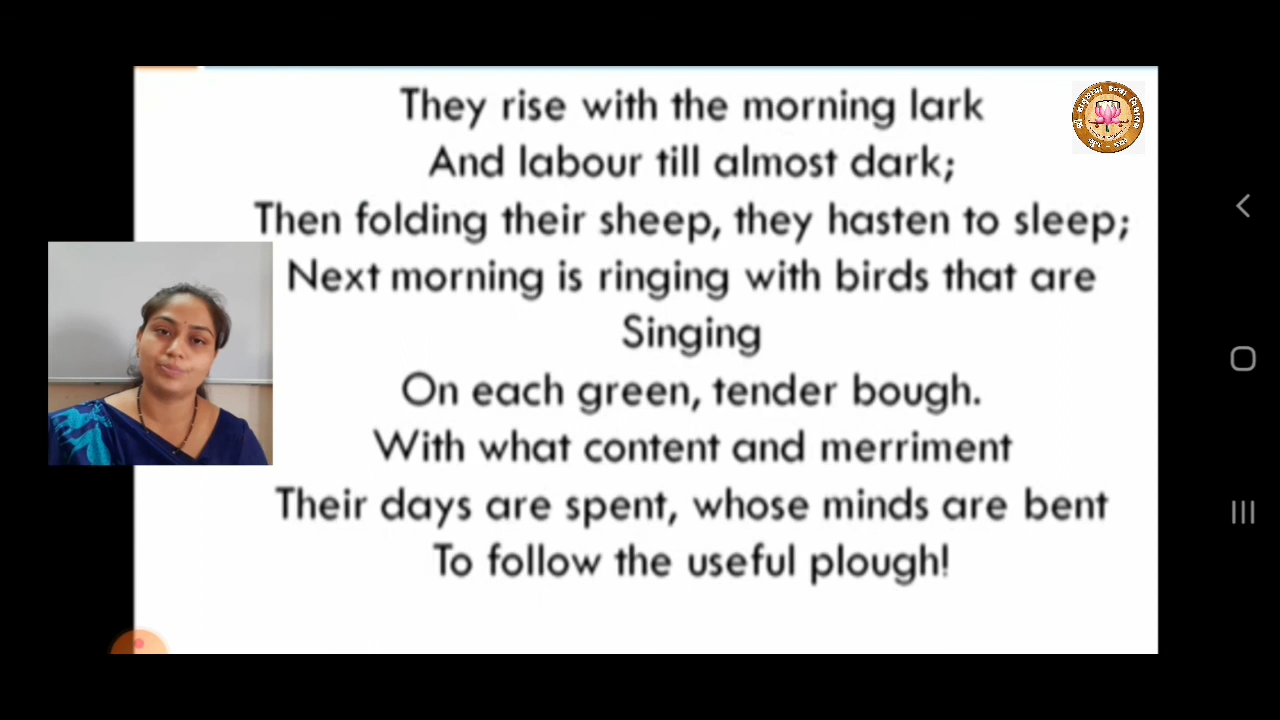 They rise with the morning lark
And labour till almost dark;
Then folding their sheep, they hasten to sleep;
Next morning is ringing with birds that are
Singing
On each green, tender bough.
With what content and merriment
Their days are spent, whose minds are bent
To follow the useful plough!